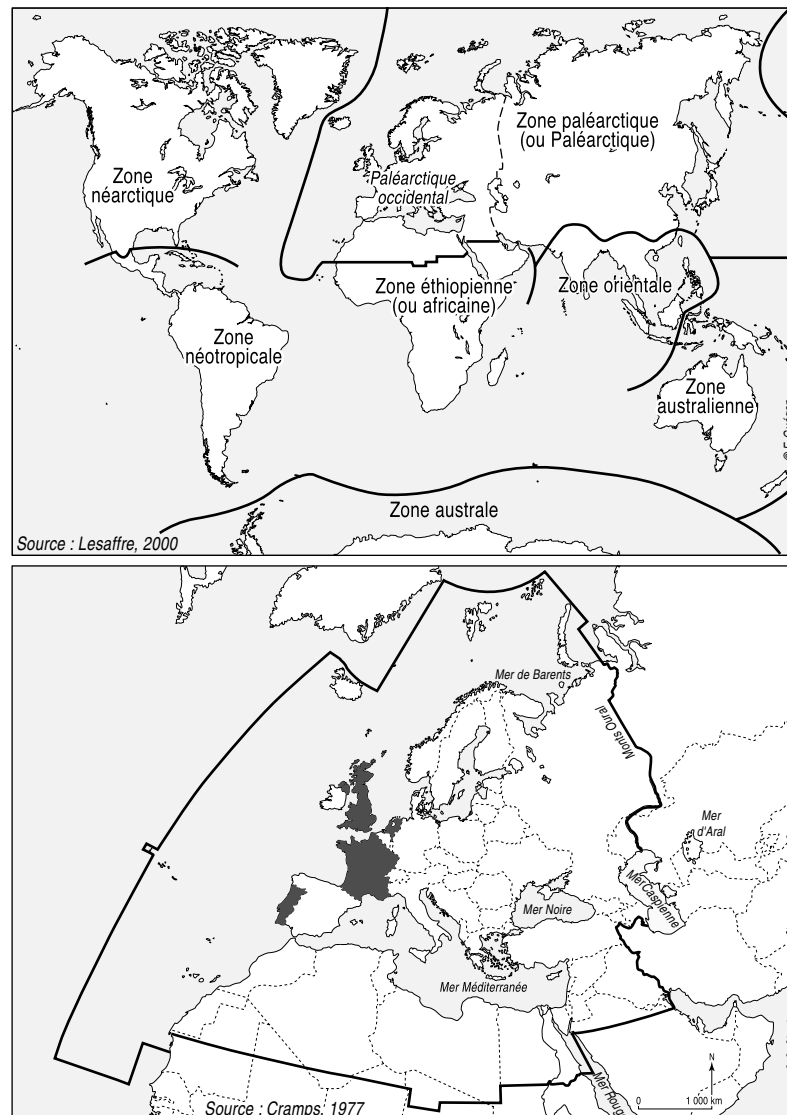 Zone paléarctique
(ou Paléarctique)
Zone
néarctique
Paléarctique
occidental
Zone éthiopienne
(ou africaine)
Zone orientale
Zone
néotropicale
Zone
australienne
Zone australe
Source : Lesaffre, 2000
Mer de Barents
Monts Oural
Mer
d'Aral
Mer Caspienne
Mer Noire
Mer Méditerranée
Mer Rouge
N
0 1 000 km
Source : Cramps, 1977